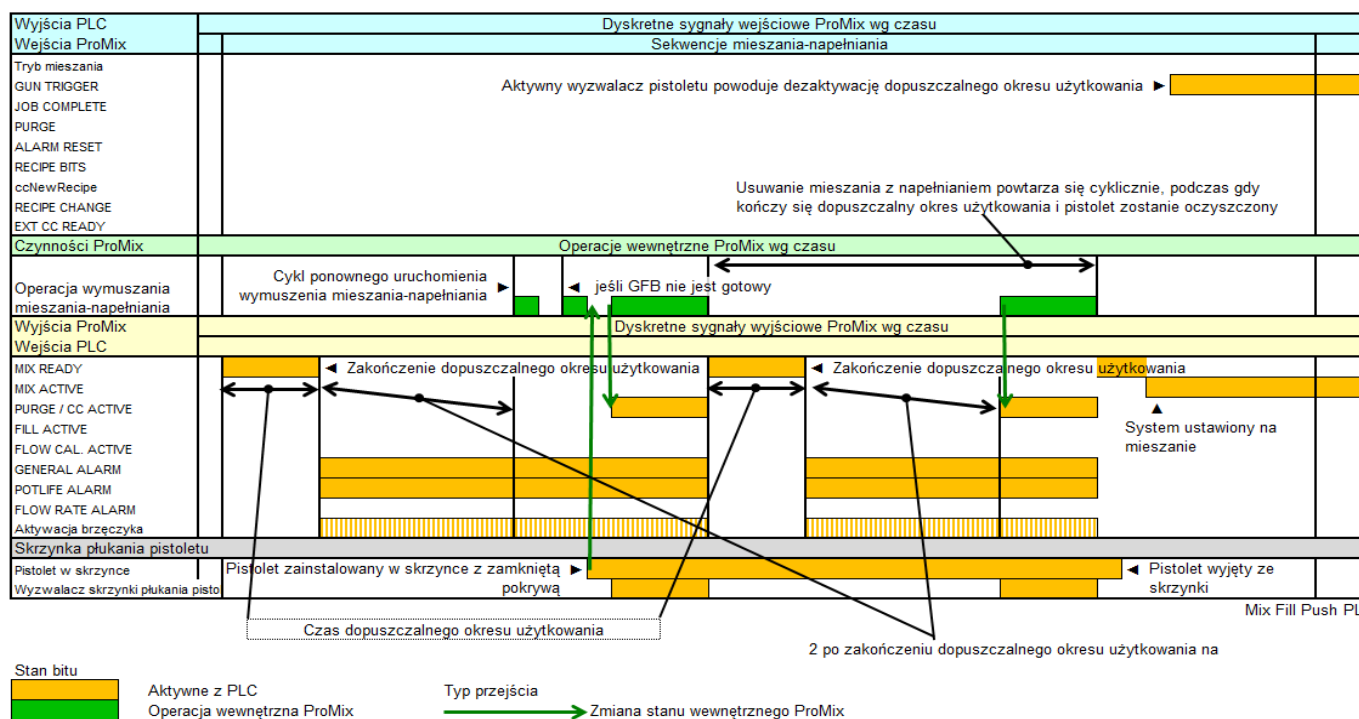 Wyjścia PLC
Dyskretne sygnały wejściowe ProMix wg czasu
Wejścia ProMix
Sekwencje mieszania-napełniania
Tryb mieszania
GUN TRIGGER
Aktywny wyzwalacz pistoletu powoduje dezaktywację dopuszczalnego okresu użytkowania ►
JOB COMPLETE
PURGE
ALARM RESET
RECIPE BITS
ccNewRecipe
RECIPE CHANGE
EXT CC READY
Usuwanie mieszania z napełnianiem powtarza się cyklicznie, podczas gdy
kończy się dopuszczalny okres użytkowania i pistolet zostanie oczyszczony
Czynności ProMix
Operacje wewnętrzne ProMix wg czasu
Operacja wymuszania
mieszania-napełniania
Cykl ponownego uruchomienia
wymuszenia mieszania-napełniania ►
◄ jeśli GFB nie jest gotowy
Wyjścia ProMix
Dyskretne sygnały wyjściowe ProMix wg czasu
Wejścia PLC
MIX READY
◄ Zakończenie dopuszczalnego okresu użytkowania
◄ Zakończenie dopuszczalnego okresu użytkowania
MIX ACTIVE
PURGE / CC ACTIVE
▲
System ustawiony na
mieszanie
FILL ACTIVE
FLOW CAL. ACTIVE
GENERAL ALARM
POTLIFE ALARM
FLOW RATE ALARM
Aktywacja brzęczyka
Skrzynka płukania pistoletu
Pistolet w skrzynce
Pistolet zainstalowany w skrzynce z zamkniętą ►
pokrywą
◄ Pistolet wyjęty ze
skrzynki
Wyzwalacz skrzynki płukania pisto
Mix Fill Push PL
Czas dopuszczalnego okresu użytkowania
2 po zakończeniu dopuszczalnego okresu użytkowania na
Stan bitu
Aktywne z PLC
Operacja wewnętrzna ProMix
Typ przejścia
Zmiana stanu wewnętrznego ProMix